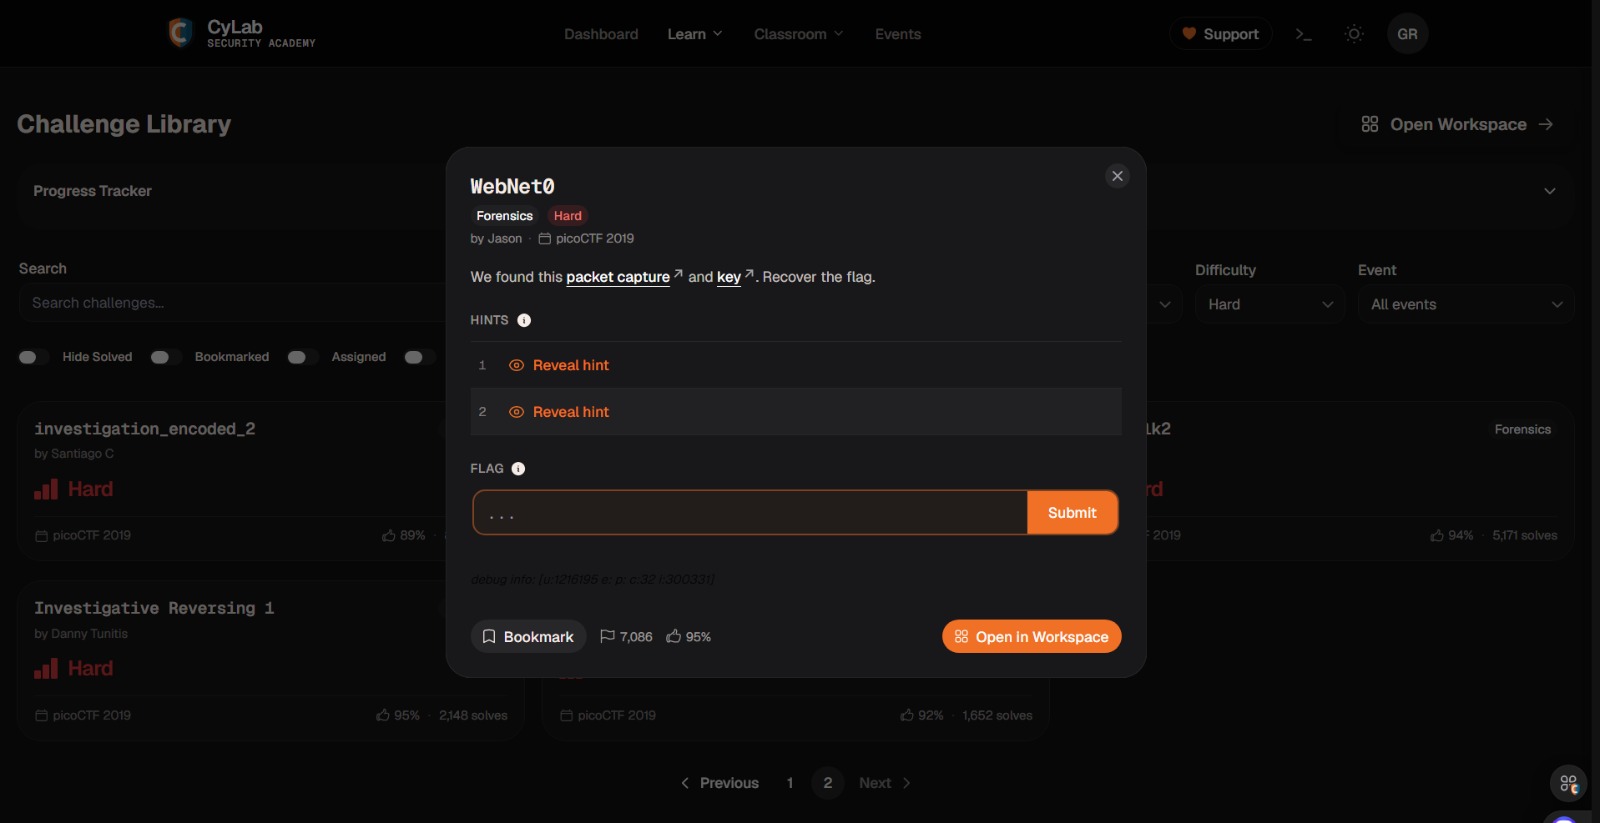 CyLab
SECURITY ACADEMY
Dashboard
Learn
Classroom
Events
Support
GR
Challenge Library
Open Workspace
Progress Tracker
Search
Search challenges...
Difficulty
Hard
Event
All events
Hide Solved
Bookmarked
Assigned
investigation_encoded_2
by Santiago C
Hard
picoCTF 2019
89%
Forensics
94% · 5,171 solves
Investigative Reversing 1
by Danny Tunitis
Hard
picoCTF 2019
95% · 2,148 solves
picoCTF 2019
92% · 1,652 solves
WebNet0
Forensics Hard
by Jason · picoCTF 2019
We found this packet capture and key. Recover the flag.
HINTS
1 Reveal hint
2 Reveal hint
FLAG
...
Submit
debug info: [u:1216195 e: p: c:32 i:300331]
Bookmark
7,086
95%
Open in Workspace
Previous
1
2
Next